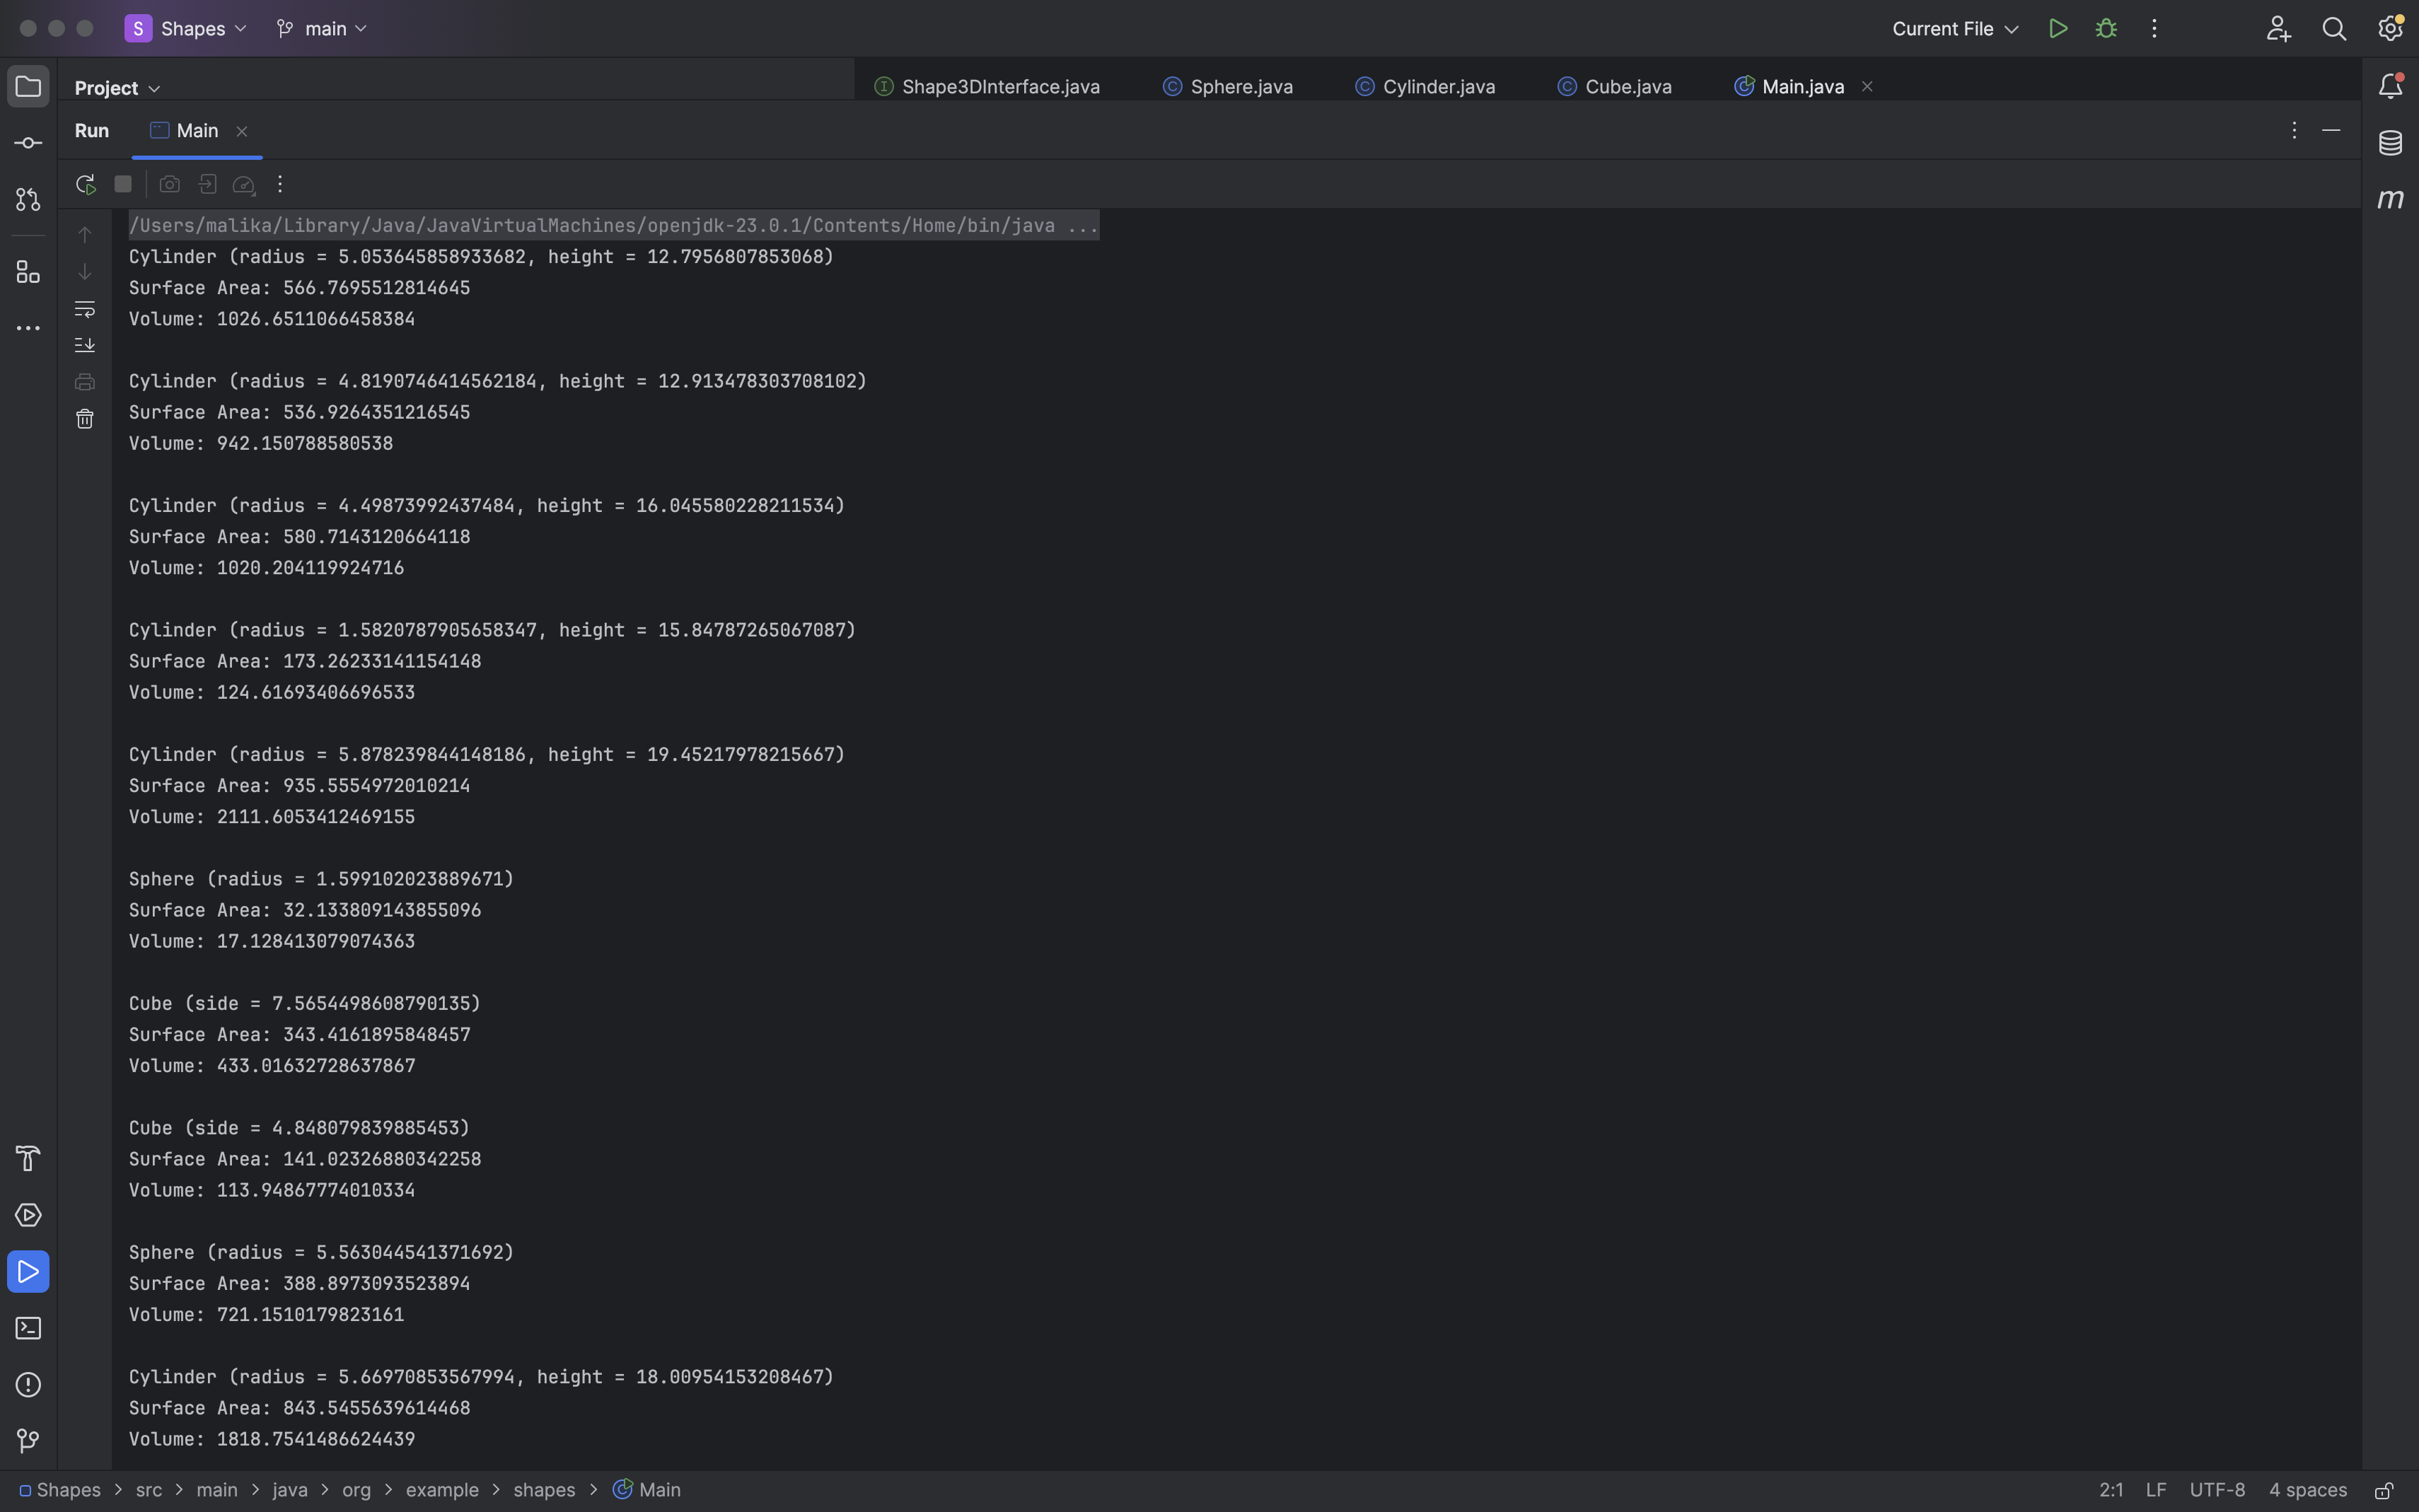 S Shapes main Current File
Project Shape3DInterface.java Sphere.java Cylinder.java Cube.java Main.java
Run Main
/Users/malika/Library/Java/JavaVirtualMachines/openjdk-23.0.1/Contents/Home/bin/java ...
Cylinder (radius = 5.053645858933682, height = 12.7956807853068)
Surface Area: 566.7695512814645
Volume: 1026.6511066458384
Cylinder (radius = 4.8190746414562184, height = 12.913478303708102)
Surface Area: 536.9264351216545
Volume: 942.150788580538
Cylinder (radius = 4.49873992437484, height = 16.045580228211534)
Surface Area: 580.7143120664118
Volume: 1020.204119924716
Cylinder (radius = 1.5820787905658347, height = 15.84787265067087)
Surface Area: 173.26233141154148
Volume: 124.61693406696533
Cylinder (radius = 5.878239844148186, height = 19.45217978215667)
Surface Area: 935.5554972010214
Volume: 2111.6053412469155
Sphere (radius = 1.599102023889671)
Surface Area: 32.133809143855096
Volume: 17.128413079074363
Cube (side = 7.5654498608790135)
Surface Area: 343.4161895848457
Volume: 433.01632728637867
Cube (side = 4.848079839885453)
Surface Area: 141.02326880342258
Volume: 113.94867774010334
Sphere (radius = 5.563044541371692)
Surface Area: 388.8973093523894
Volume: 721.1510179823161
Cylinder (radius = 5.66970853567994, height = 18.00954153208467)
Surface Area: 843.5455639614468
Volume: 1818.7541486624439
Shapes > src > main > java > org > example > shapes > Main 2:1 LF UTF-8 4 spaces